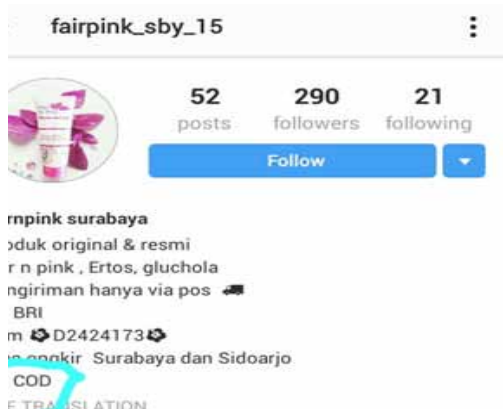 fairpink_sby_15
52 290 21
posts followers following
Follow
rnpink surabaya
oduk original & resmi
r n pink , Ertos, gluchola
ngiriman hanya via pos
BRI
m D2424173
ongkir Surabaya dan Sidoarjo
COD
TRANSLATION